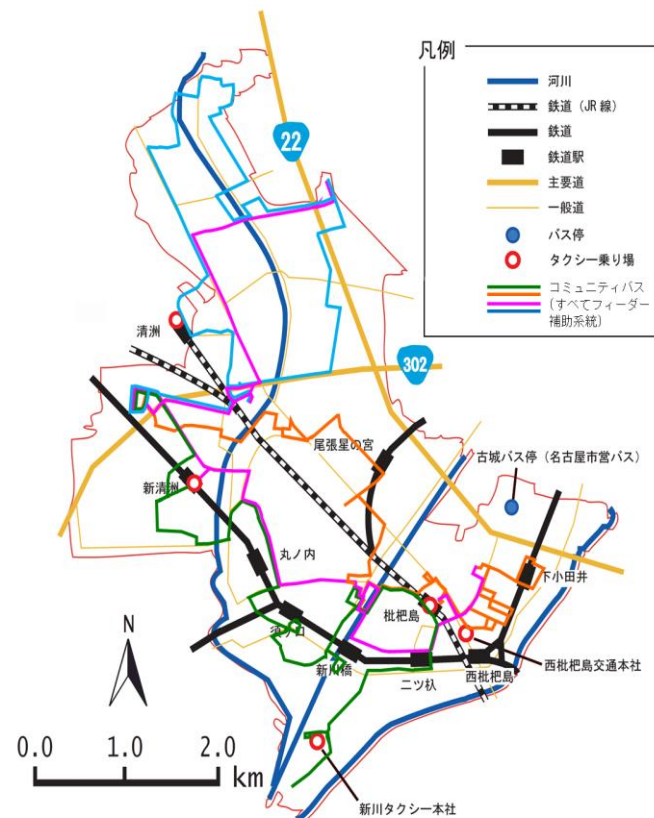 凡例
河川
鉄道（JR線）
鉄道
鉄道駅
主要道
一般道
バス停
タクシー乗り場
コミュニティバス
（すべてフィーダー
補助系統）
22
清洲
302
尾張星の宮
古城バス停（名古屋市営バス）
新清洲
丸ノ内
下小田井
枇杷島
須ケ口
新川橋
二ツ杁
西枇杷島
西枇杷島交通本社
N
0.0 1.0 2.0
km
新川タクシー本社